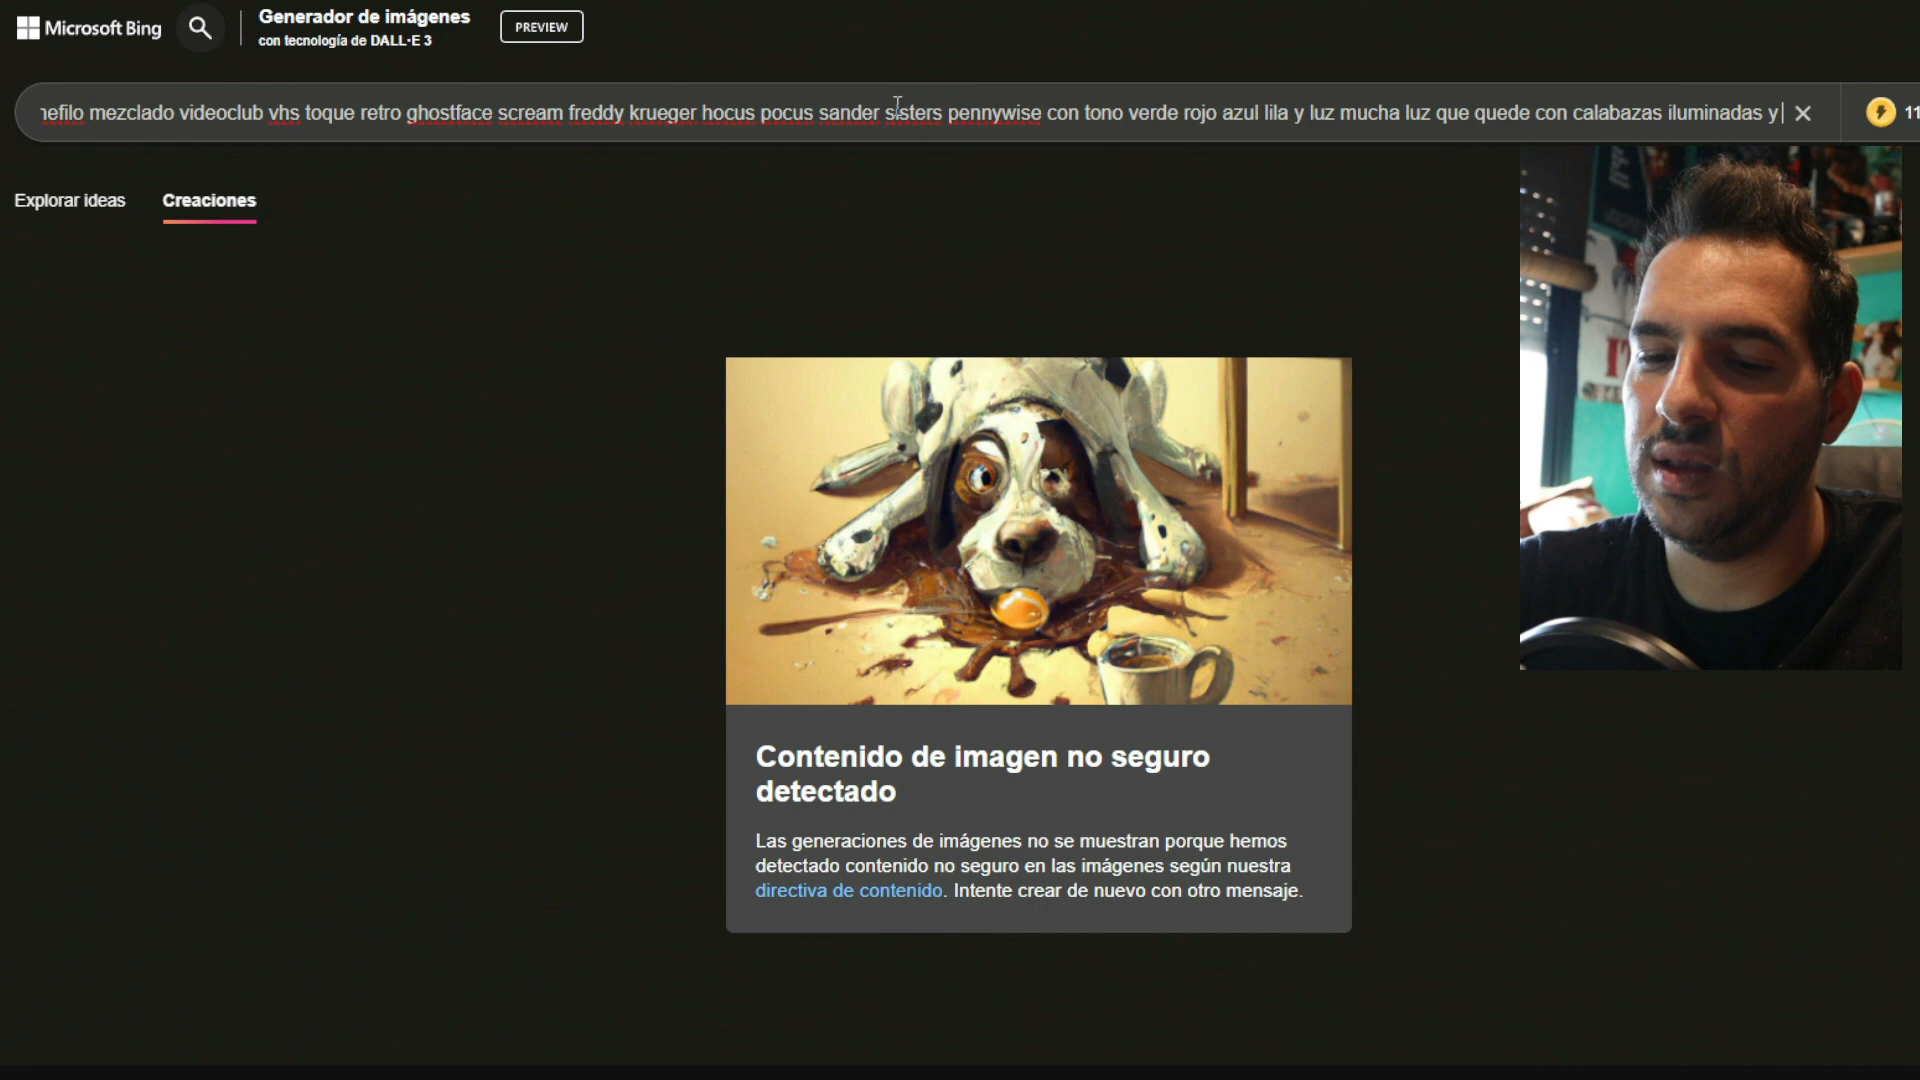 Microsoft Bing
Generador de imágenes
con tecnología de DALL·E 3
PREVIEW
mezclado videoclub vhs toque retro ghostface scream freddy krueger hocus pocus sander sisters pennywise con tono verde rojo azul lila y luz mucha luz que quede con calabazas iluminadas y
11
Explorar ideas
Creaciones
Contenido de imagen no seguro
detectado
Las generaciones de imágenes no se muestran porque hemos
detectado contenido no seguro en las imágenes según nuestra
directiva de contenido. Intente crear de nuevo con otro mensaje.